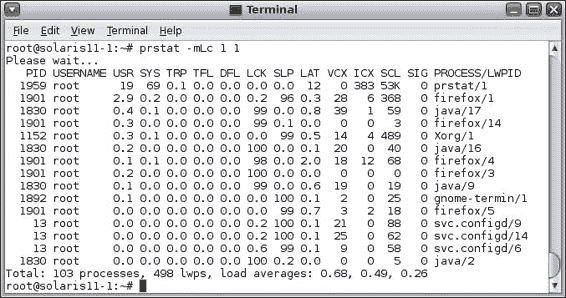 Terminal
File Edit View Terminal Help
root@solaris11-1:~# prstat -mLc 1 1
Please wait...
PID USERNAME USR SYS TRP TFL DFL LCK SLP LAT VCX ICX SCL SIG PROCESS/LWPID
1959 root 19 69 0.1 0.0 0.0 0.0 0.0 12 0 383 53K 0 prstat/1
1901 root 2.9 0.2 0.0 0.0 0.0 0.2 96 0.3 28 6 368 0 firefox/1
1830 root 0.4 0.1 0.0 0.0 0.0 99 0.0 0.8 39 1 59 0 java/17
1901 root 0.3 0.0 0.0 0.0 0.0 99 0.1 0.0 0 0 3 0 firefox/14
1152 root 0.3 0.1 0.0 0.0 0.0 0.0 99 0.5 14 4 489 0 Xorg/1
1830 root 0.2 0.0 0.0 0.0 0.0 100 0.0 0.1 20 0 40 0 java/16
1901 root 0.1 0.1 0.0 0.0 0.0 98 0.0 2.0 18 12 68 0 firefox/4
1901 root 0.2 0.0 0.0 0.0 0.0 100 0.0 0.0 0 0 0 0 firefox/3
1830 root 0.1 0.1 0.0 0.0 0.0 99 0.0 0.6 19 0 19 0 java/9
1892 root 0.1 0.0 0.0 0.0 0.0 0.0 100 0.1 2 0 25 0 gnome-termin/1
1901 root 0.0 0.0 0.0 0.0 0.0 0.0 99 0.7 3 2 18 0 firefox/5
13 root 0.0 0.0 0.0 0.0 0.0 0.2 100 0.1 21 0 88 0 svc.configd/9
13 root 0.0 0.0 0.0 0.0 0.0 0.2 100 0.1 25 0 62 0 svc.configd/14
13 root 0.0 0.0 0.0 0.0 0.0 0.6 99 0.1 9 0 58 0 svc.configd/6
1830 root 0.0 0.0 0.0 0.0 0.0 100 0.2 0.0 0 0 5 0 java/2
Total: 103 processes, 498 lwps, load averages: 0.68, 0.49, 0.26
root@solaris11-1:~#